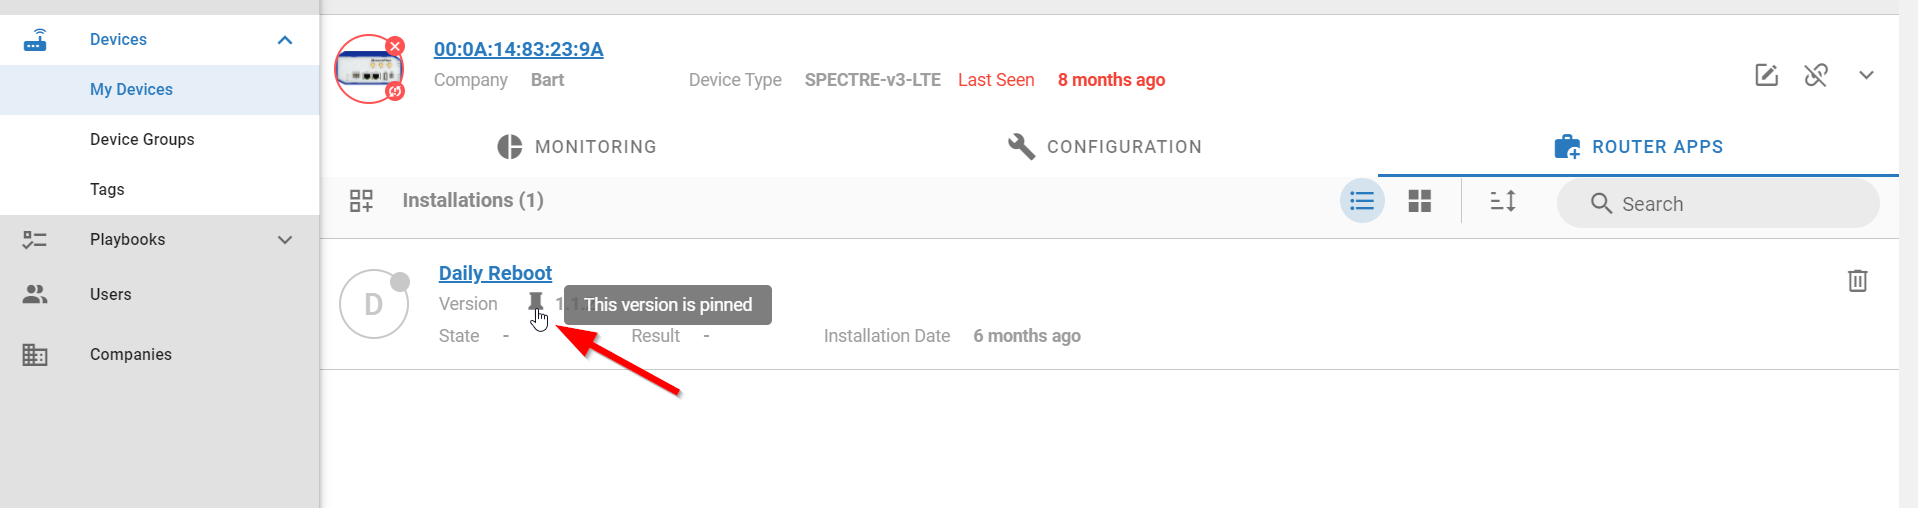 Devices
My Devices
Device Groups
Tags
Playbooks
Users
Companies
00:0A:14:83:23:9A
Company Bart Device Type SPECTRE-v3-LTE Last Seen 8 months ago
MONITORING CONFIGURATION ROUTER APPS
Installations (1) Search
D
Daily Reboot
Version This version is pinned
State - Result - Installation Date 6 months ago